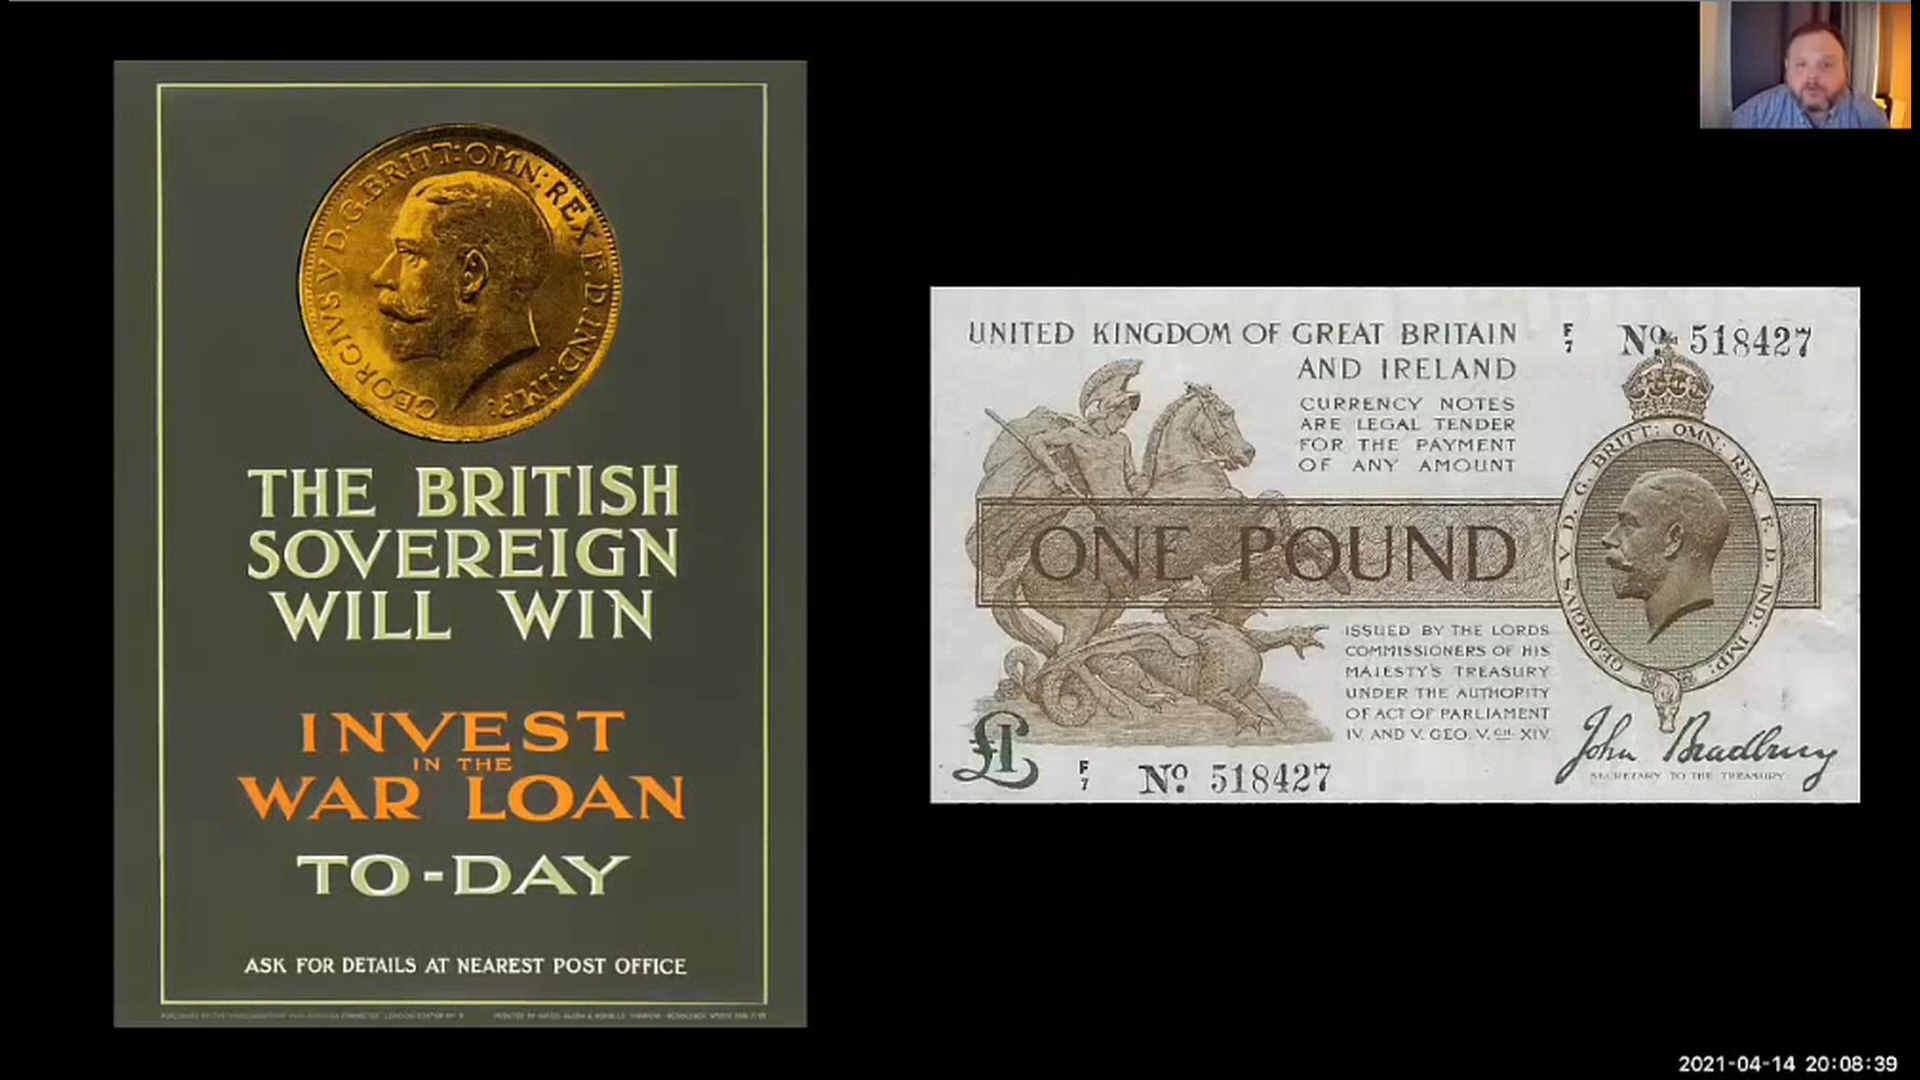 GEORGIVS V D.G.BRITT:OMN:REX F.D.IND:IMP:
THE BRITISH
SOVEREIGN
WILL WIN
INVEST
IN THE
WAR LOAN
TO-DAY
ASK FOR DETAILS AT NEAREST POST OFFICE
UNITED KINGDOM OF GREAT BRITAIN
AND IRELAND
F
7
Nº 518427
CURRENCY NOTES
ARE LEGAL TENDER
FOR THE PAYMENT
OF ANY AMOUNT
GEORGIVS V D. G. BRITT: OMN: REX F. D. IND: IMP:
ONE POUND
ISSUED BY THE LORDS
COMMISSIONERS OF HIS
MAJESTY'S TREASURY
UNDER THE AUTHORITY
OF ACT OF PARLIAMENT
IV. AND V. GEO. V. CH. XIV.
£1
F
7
Nº 518427
John Bradbury
SECRETARY TO THE TREASURY
2021-04-14 20:08:39